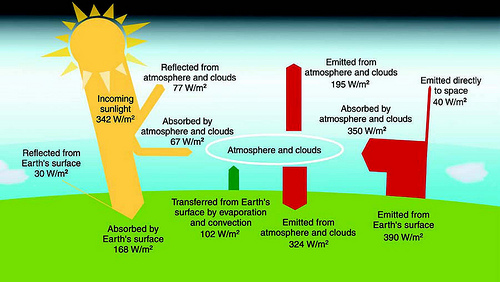 Incoming
sunlight
342 W/m²
Reflected from
atmosphere and clouds
77 W/m²
Absorbed by
atmosphere and clouds
67 W/m²
Reflected from
Earth's surface
30 W/m²
Absorbed by
Earth's surface
168 W/m²
Atmosphere and clouds
Transferred from Earth's
surface by evaporation
and convection
102 W/m²
Emitted from
atmosphere and clouds
195 W/m²
Emitted from
atmosphere and clouds
324 W/m²
Absorbed by
atmosphere and clouds
350 W/m²
Emitted directly
to space
40 W/m²
Emitted from
Earth's surface
390 W/m²